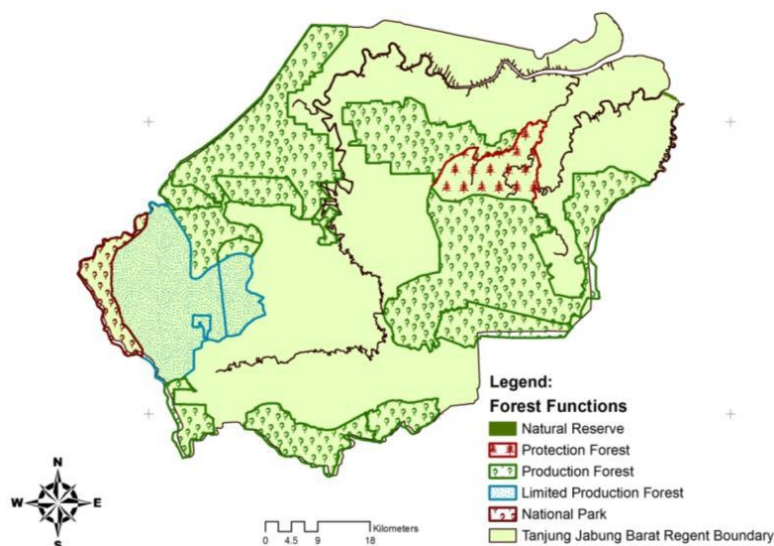 Legend:
Forest Functions
Natural Reserve
Protection Forest
Production Forest
Limited Production Forest
National Park
Tanjung Jabung Barat Regent Boundary
N
W E
S
Kilometers
0 4.5 9 18